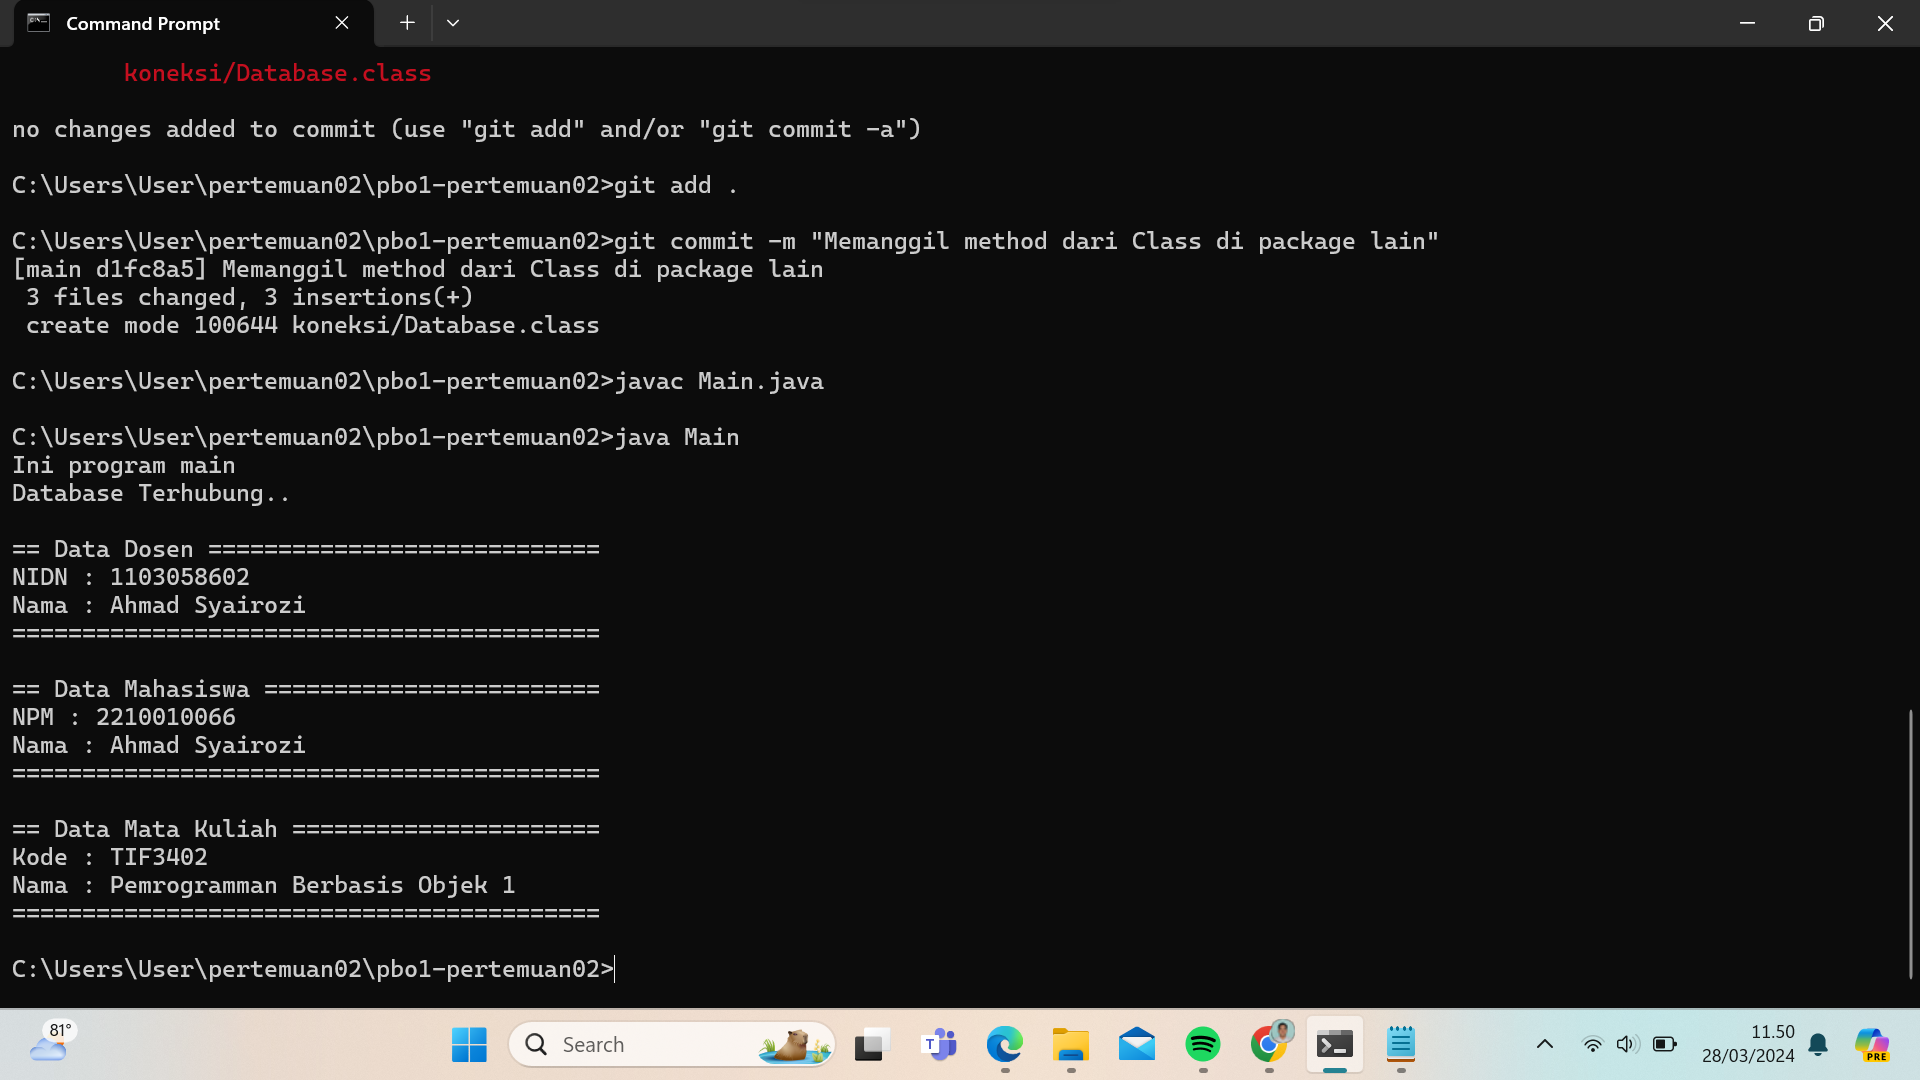 Command Prompt
koneksi/Database.class
no changes added to commit (use "git add" and/or "git commit -a")
C:\Users\User\pertemuan02\pbo1-pertemuan02>git add .
C:\Users\User\pertemuan02\pbo1-pertemuan02>git commit -m "Memanggil method dari Class di package lain"
[main d1fc8a5] Memanggil method dari Class di package lain
 3 files changed, 3 insertions(+)
 create mode 100644 koneksi/Database.class
C:\Users\User\pertemuan02\pbo1-pertemuan02>javac Main.java
C:\Users\User\pertemuan02\pbo1-pertemuan02>java Main
Ini program main
Database Terhubung..
== Data Dosen ============================
NIDN : 1103058602
Nama : Ahmad Syairozi
==========================================
== Data Mahasiswa ========================
NPM : 2210010066
Nama : Ahmad Syairozi
==========================================
== Data Mata Kuliah ======================
Kode : TIF3402
Nama : Pemrogramman Berbasis Objek 1
==========================================
C:\Users\User\pertemuan02\pbo1-pertemuan02>
81°
Search
T
11.50
28/03/2024
PRE